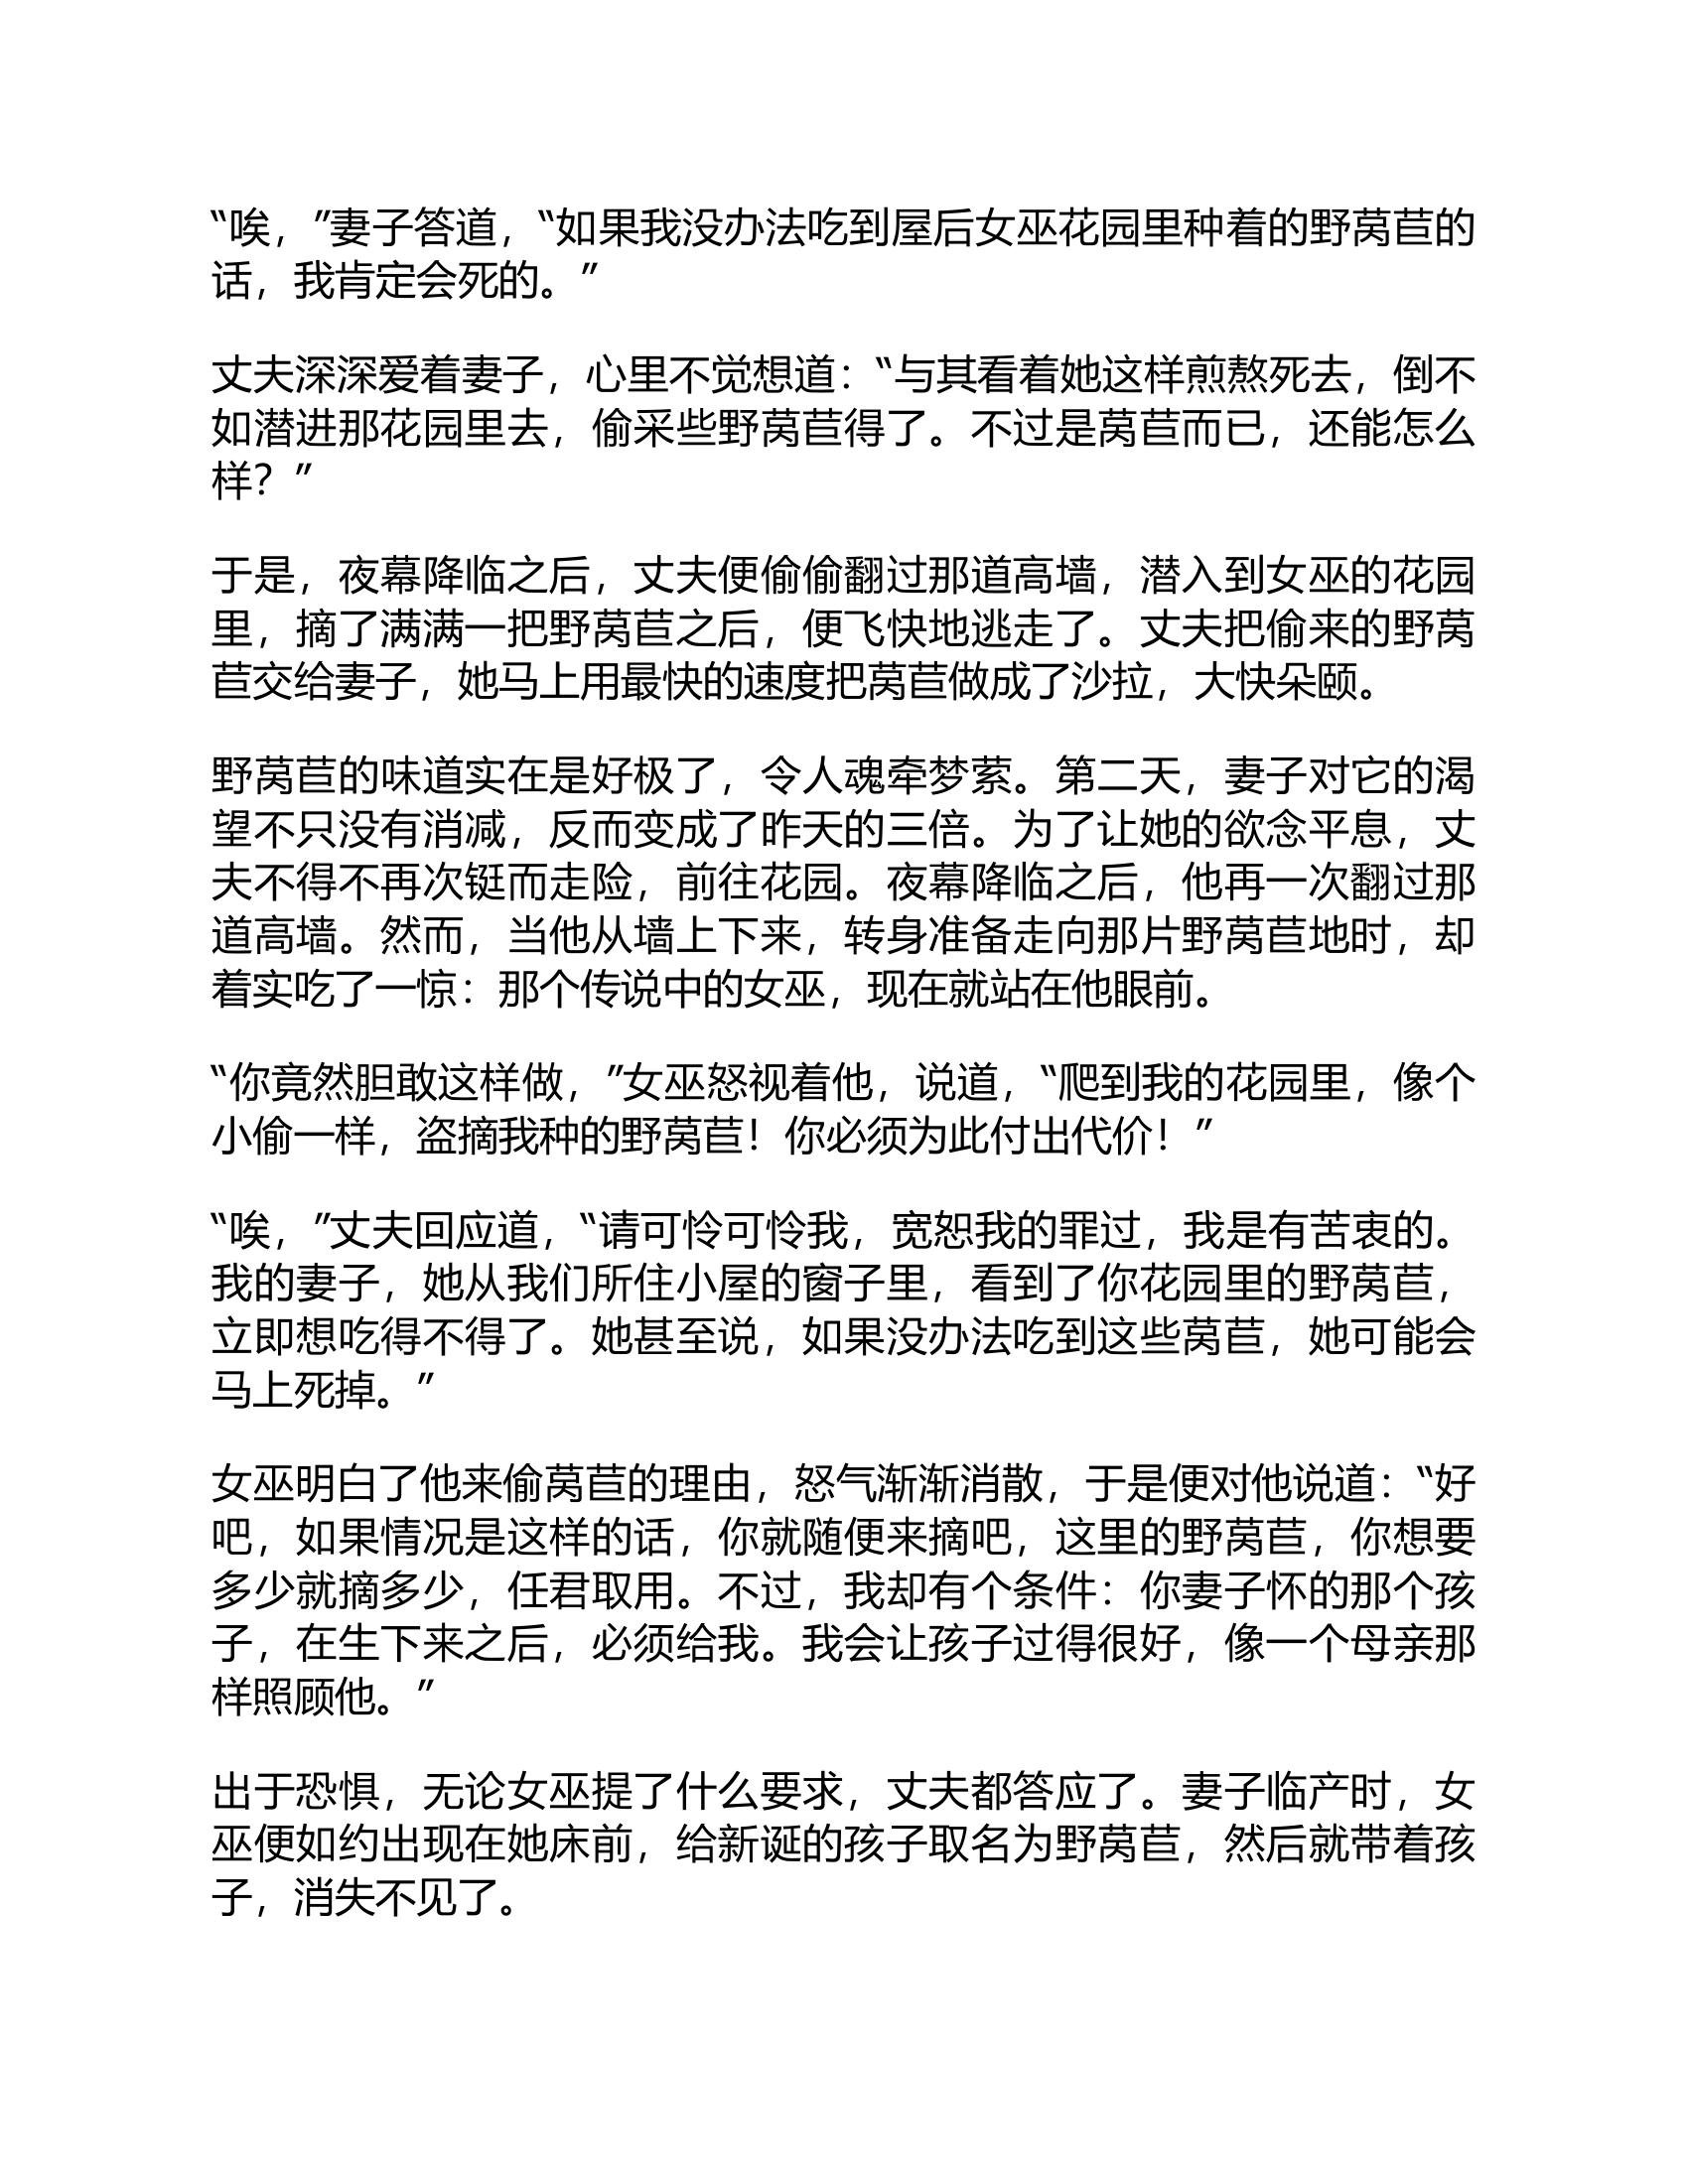 “唉，”妻子答道，“如果我没办法吃到屋后女巫花园里种着的野莴苣的
话，我肯定会死的。”
丈夫深深爱着妻子，心里不觉想道：“与其看着她这样煎熬死去，倒不
如潜进那花园里去，偷采些野莴苣得了。不过是莴苣而已，还能怎么
样？”
于是，夜幕降临之后，丈夫便偷偷翻过那道高墙，潜入到女巫的花园
里，摘了满满一把野莴苣之后，便飞快地逃走了。丈夫把偷来的野莴
苣交给妻子，她马上用最快的速度把莴苣做成了沙拉，大快朵颐。
野莴苣的味道实在是好极了，令人魂牵梦萦。第二天，妻子对它的渴
望不只没有消减，反而变成了昨天的三倍。为了让她的欲念平息，丈
夫不得不再次铤而走险，前往花园。夜幕降临之后，他再一次翻过那
道高墙。然而，当他从墙上下来，转身准备走向那片野莴苣地时，却
着实吃了一惊：那个传说中的女巫，现在就站在他眼前。
“你竟然胆敢这样做，”女巫怒视着他，说道，“爬到我的花园里，像个
小偷一样，盗摘我种的野莴苣！你必须为此付出代价！”
“唉，”丈夫回应道，“请可怜可怜我，宽恕我的罪过，我是有苦衷的。
我的妻子，她从我们所住小屋的窗子里，看到了你花园里的野莴苣，
立即想吃得不得了。她甚至说，如果没办法吃到这些莴苣，她可能会
马上死掉。”
女巫明白了他来偷莴苣的理由，怒气渐渐消散，于是便对他说道：“好
吧，如果情况是这样的话，你就随便来摘吧，这里的野莴苣，你想要
多少就摘多少，任君取用。不过，我却有个条件：你妻子怀的那个孩
子，在生下来之后，必须给我。我会让孩子过得很好，像一个母亲那
样照顾他。”
出于恐惧，无论女巫提了什么要求，丈夫都答应了。妻子临产时，女
巫便如约出现在她床前，给新诞的孩子取名为野莴苣，然后就带着孩
子，消失不见了。